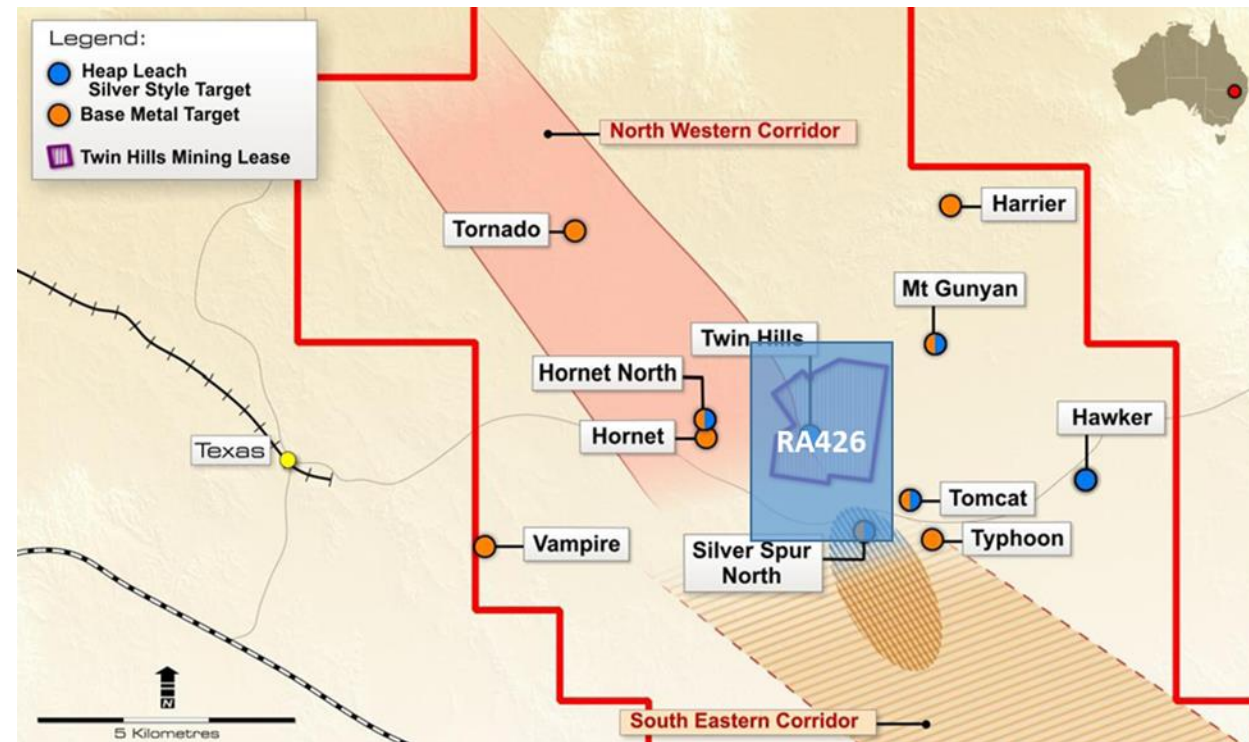 Legend:
Heap Leach
Silver Style Target
Base Metal Target
Twin Hills Mining Lease
North Western Corridor
Harrier
Tornado
Mt Gunyan
Twin Hills
Hornet North
Hawker
Hornet
RA426
Texas
Tomcat
Vampire
Typhoon
Silver Spur
North
N
South Eastern Corridor
5 Kilometres